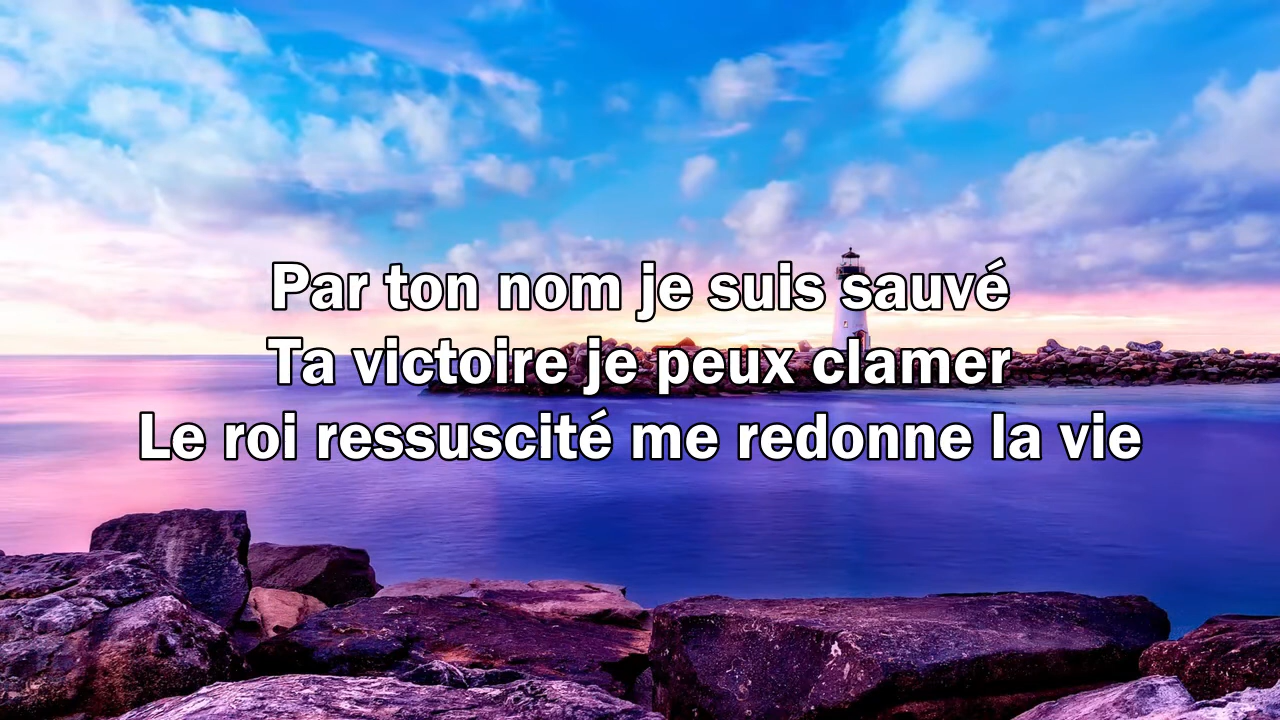 Par ton nom je suis sauvé
Ta victoire je peux clamer
Le roi ressuscité me redonne la vie